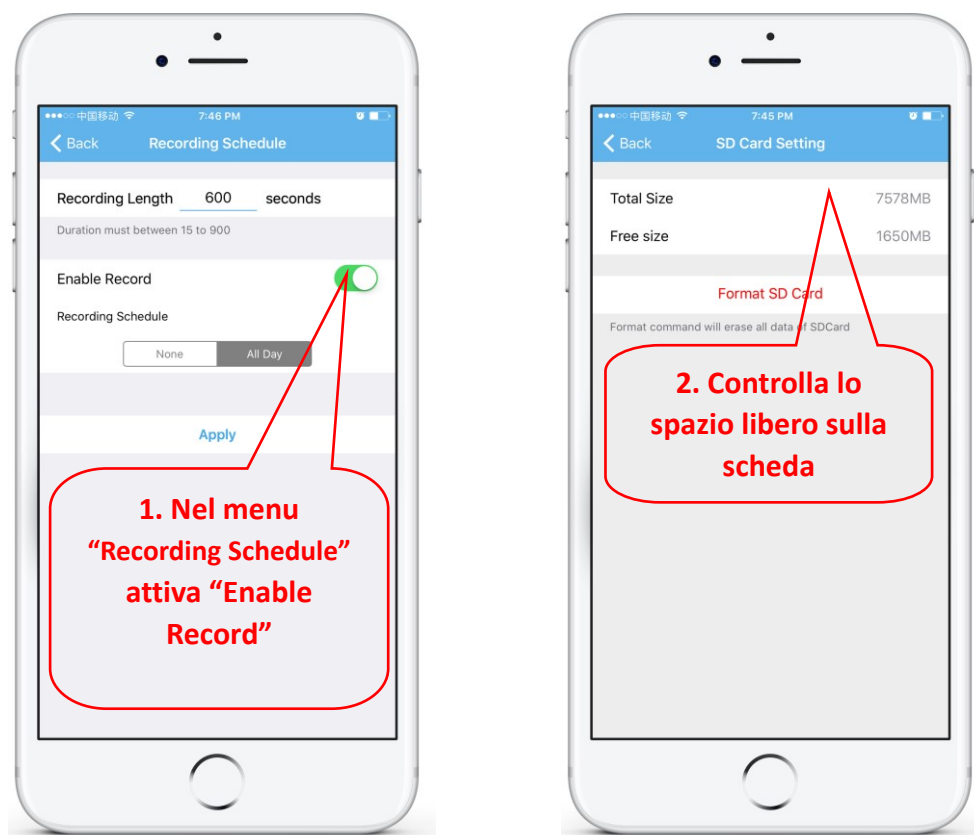 中国移动 7:46 PM
Back Recording Schedule
Recording Length 600 seconds
Duration must between 15 to 900
Enable Record
Recording Schedule
None All Day
Apply
1. Nel menu
“Recording Schedule”
attiva “Enable
Record”
中国移动 7:45 PM
Back SD Card Setting
Total Size 7578MB
Free size 1650MB
Format SD Card
Format command will erase all data of SDCard
2. Controlla lo
spazio libero sulla
scheda